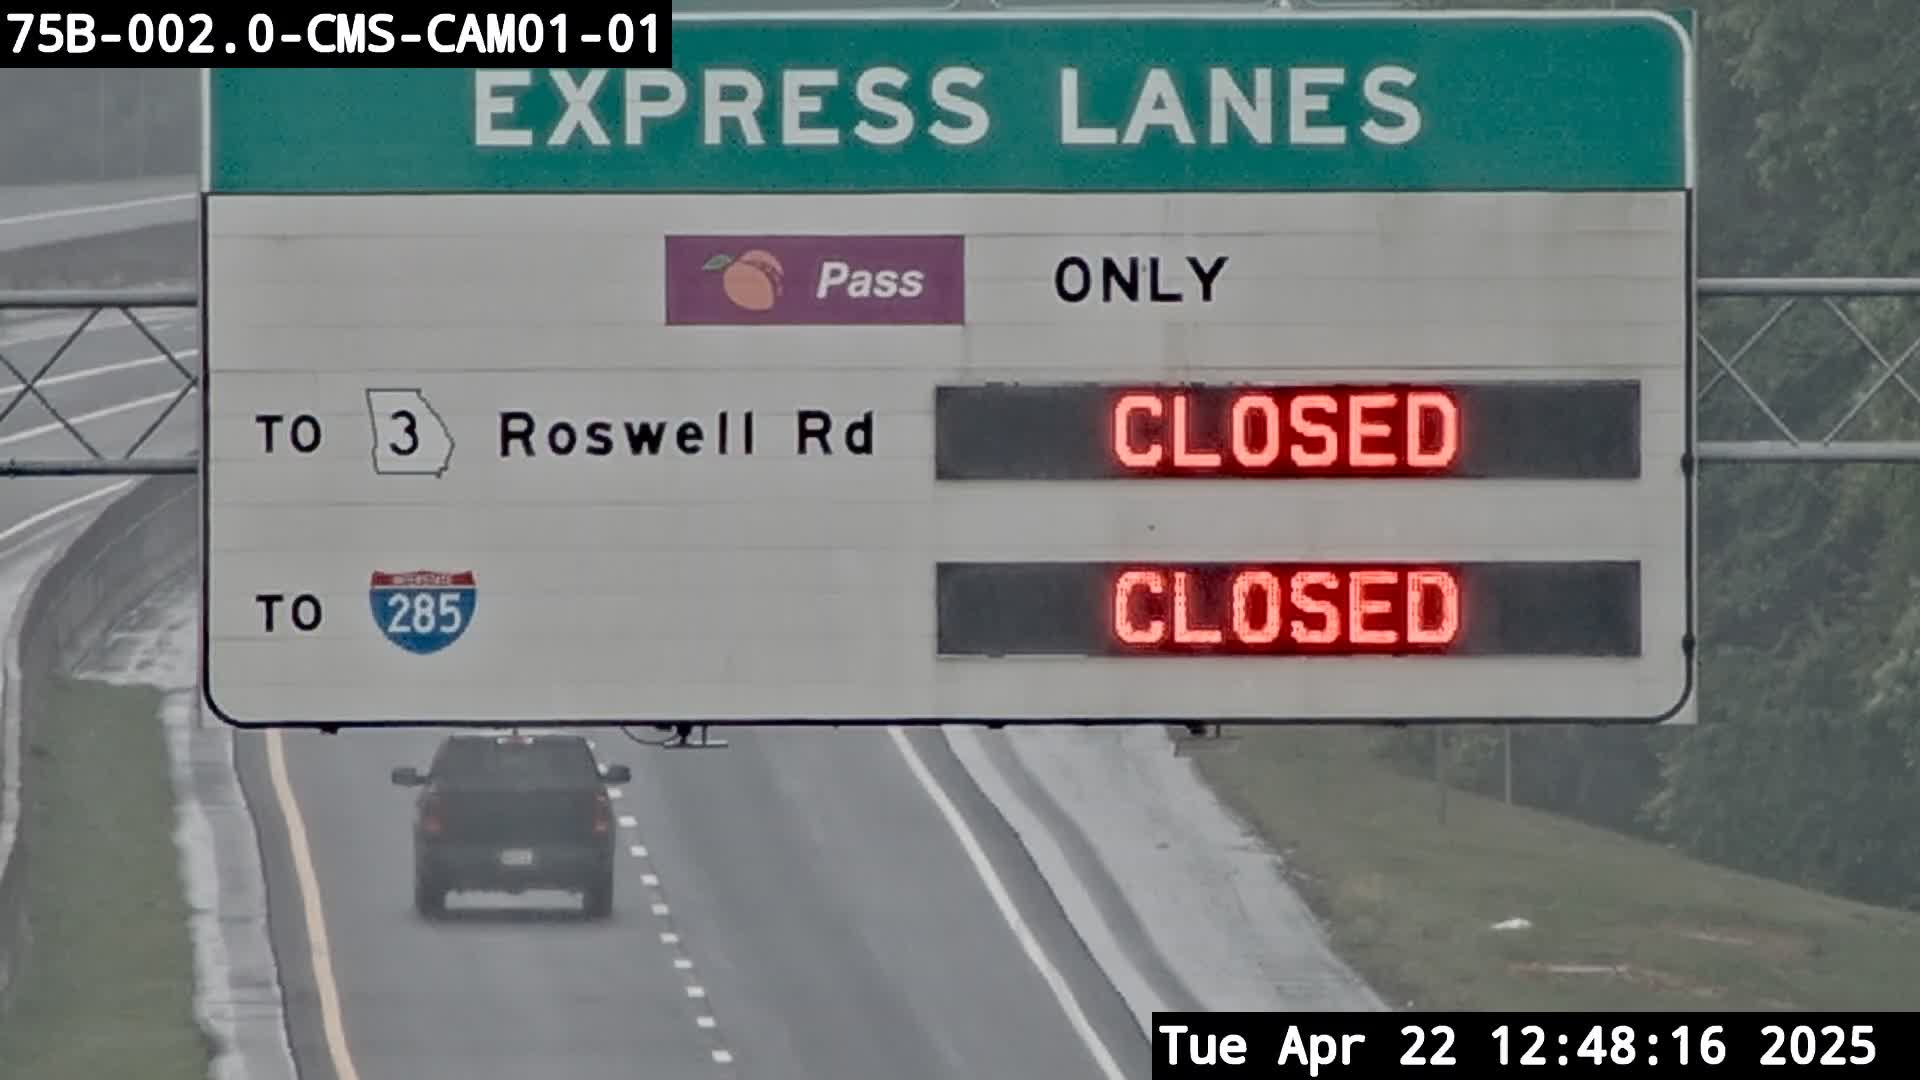 75B-002.0-CMS-CAM01-01
EXPRESS LANES
Pass ONLY
TO 3 Roswell Rd CLOSED
TO INTERSTATE 285 CLOSED
Tue Apr 22 12:48:16 2025